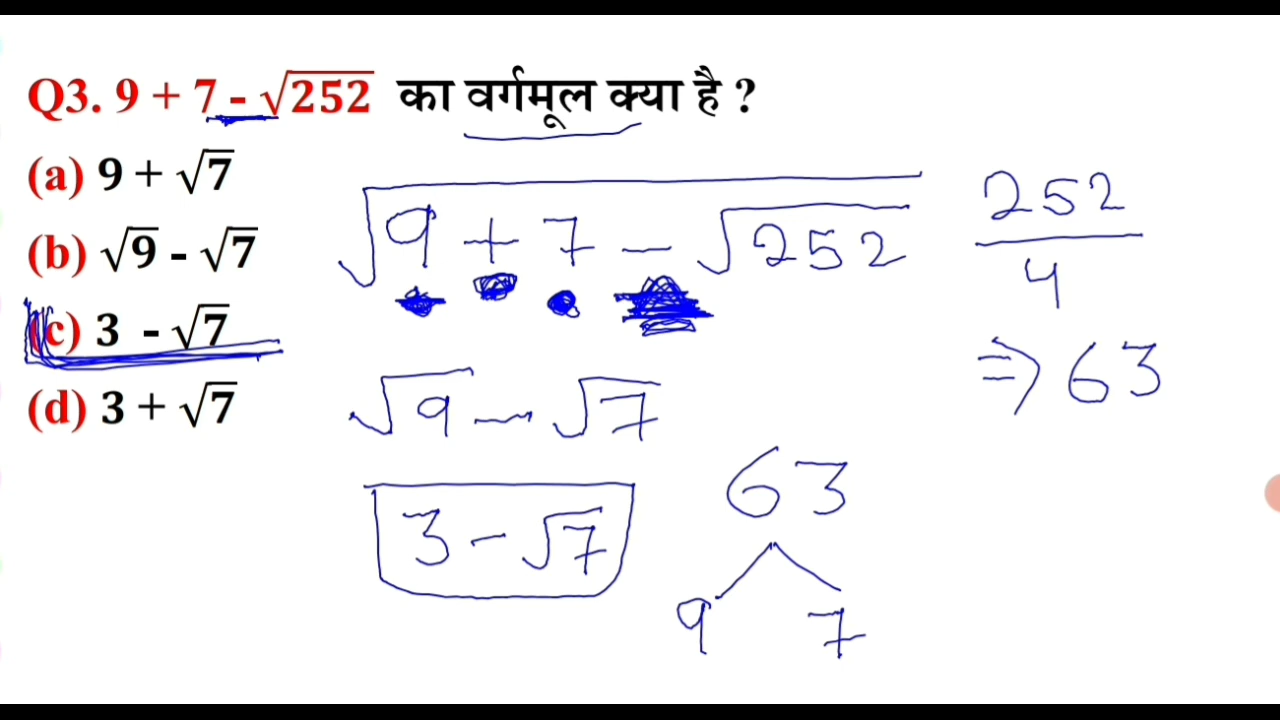 Q3. 9 + 7 - √252 का वर्गमूल क्या है ?
(a) 9 + √7
(b) √9 - √7
(c) 3 - √7
(d) 3 + √7
√(9 + 7 - √252)
√9 - √7
3 - √7
252
4
⇒ 63
63
9 7